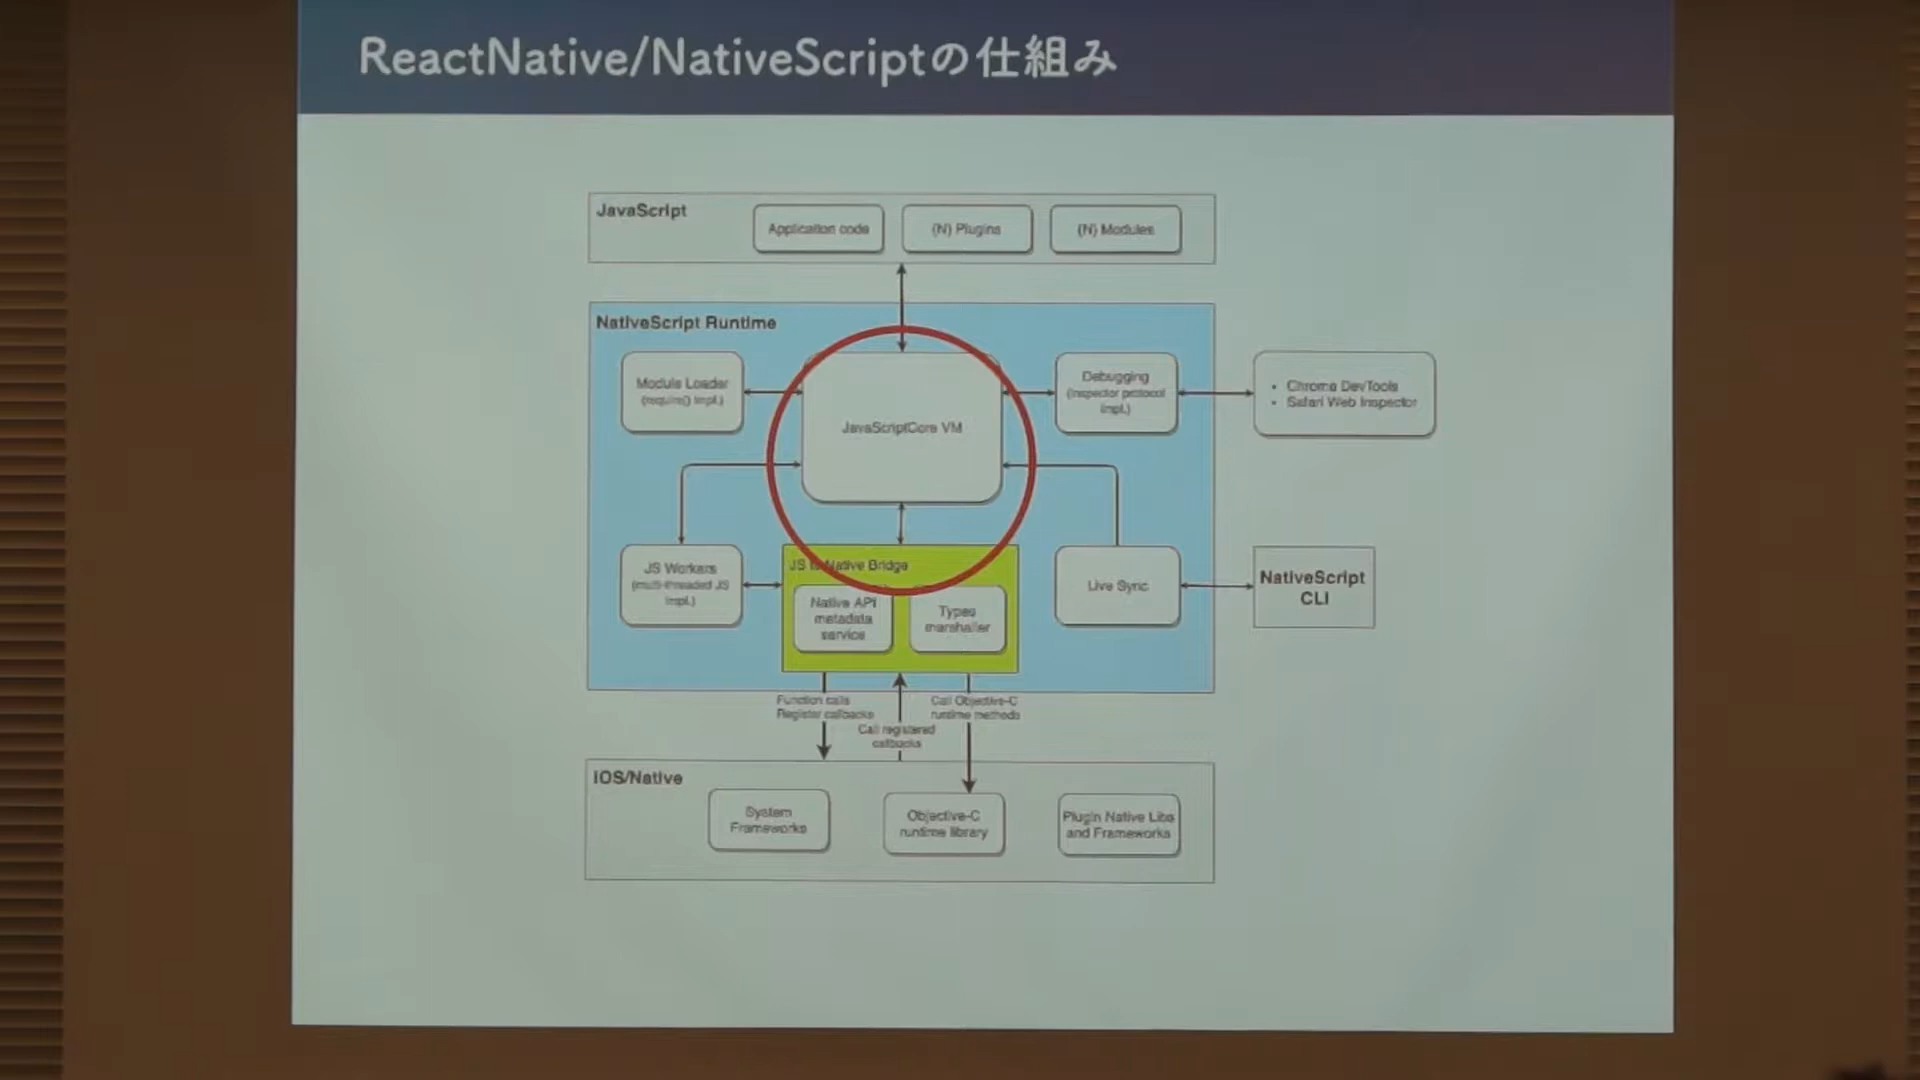 ReactNative/NativeScriptの仕組み
JavaScript
Application code
(N) Plugins
(N) Modules
NativeScript Runtime
Module Loader
(require() impl.)
JavaScriptCore VM
Debugging
(inspector protocol
impl.)
• Chrome DevTools
• Safari Web Inspector
JS Workers
(multi-threaded JS
impl.)
JS to Native Bridge
Native API
metadata
service
Types
marshaller
Live Sync
NativeScript
CLI
Function calls
Register callbacks
Call registered
callbacks
Call Objective-C
runtime methods
iOS/Native
System
Frameworks
Objective-C
runtime library
Plugin Native Libs
and Frameworks